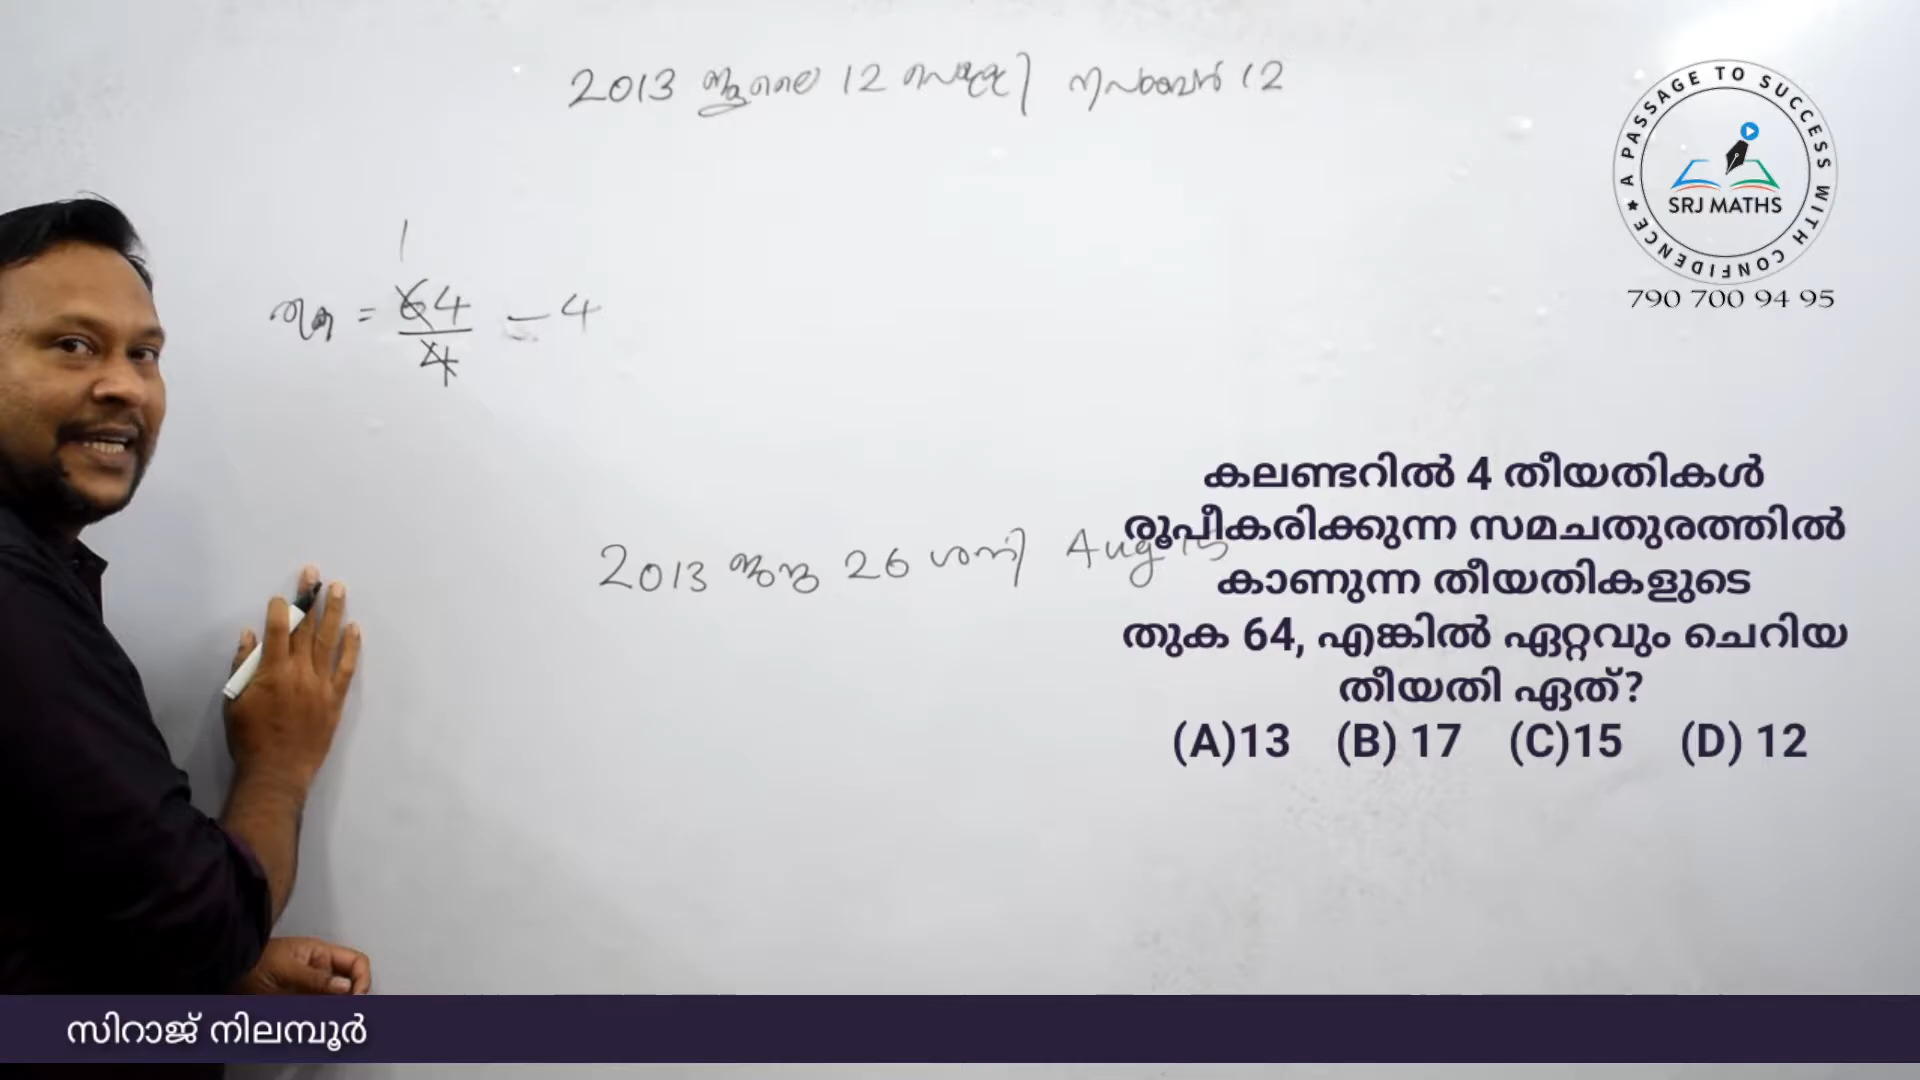 2013 ജൂലൈ 12 വെള്ളി നവംബർ 12
A PASSAGE TO SUCCESS WITH CONFIDENCE
SRJ MATHS
790 700 94 95
1
തുക = 64 / 4 - 4
കലണ്ടറിൽ 4 തീയതികൾ
രൂപീകരിക്കുന്ന സമചതുരത്തിൽ
കാണുന്ന തീയതികളുടെ
തുക 64, എങ്കിൽ ഏറ്റവും ചെറിയ
തീയതി ഏത്?
(A)13 (B) 17 (C)15 (D) 12
2013 ജനു 26 ശനി Aug 15
സിറാജ് നിലമ്പൂർ